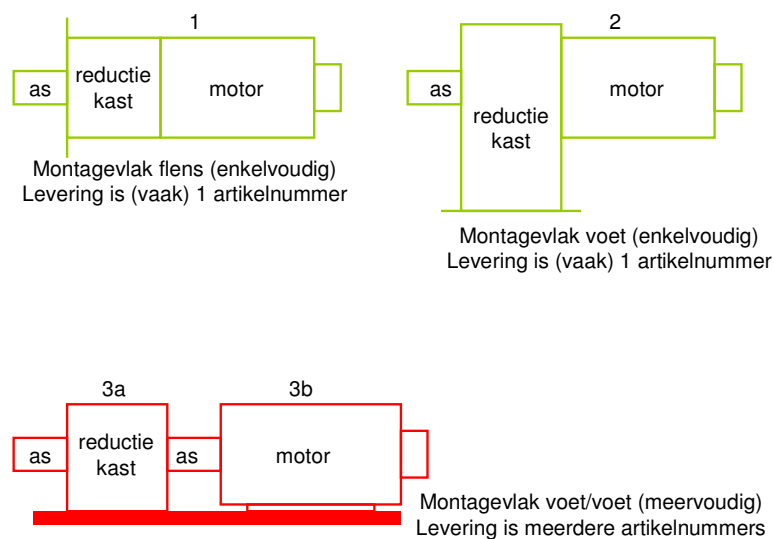 1
as
reductie
kast
motor
Montagevlak flens (enkelvoudig)
Levering is (vaak) 1 artikelnummer
2
as
reductie
kast
motor
Montagevlak voet (enkelvoudig)
Levering is (vaak) 1 artikelnummer
3a
3b
as
reductie
kast
as
motor
Montagevlak voet/voet (meervoudig)
Levering is meerdere artikelnummers